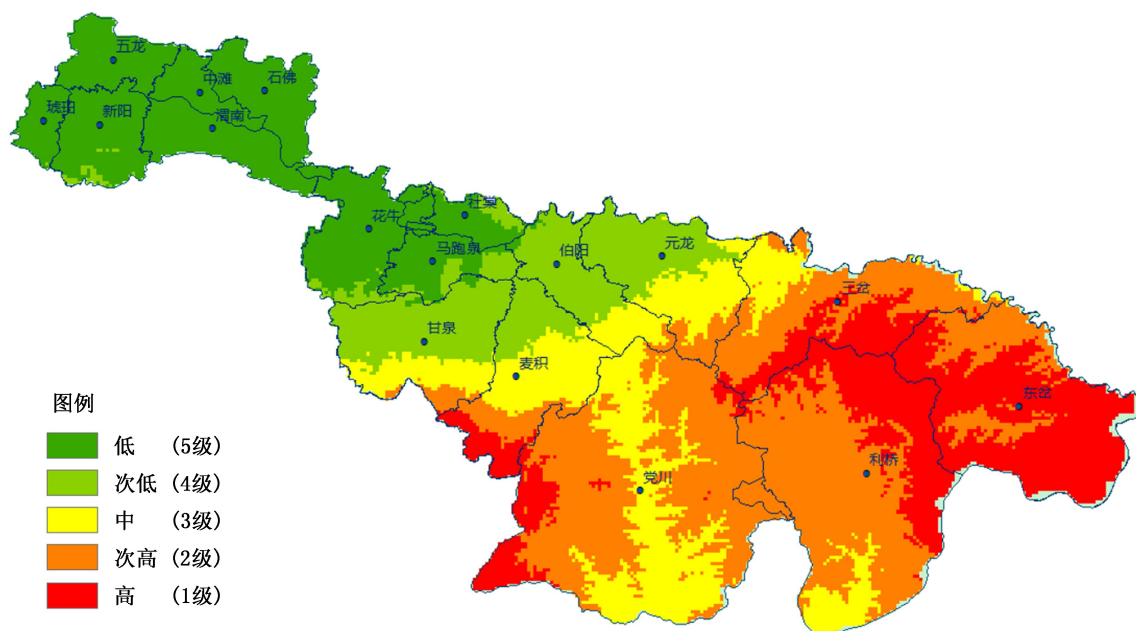 五龙
中滩
石佛
琥珀
新阳
渭南
社棠
花牛
马跑泉
伯阳
元龙
三岔
甘泉
麦积
东岔
利桥
党川
图例
低 (5级)
次低 (4级)
中 (3级)
次高 (2级)
高 (1级)